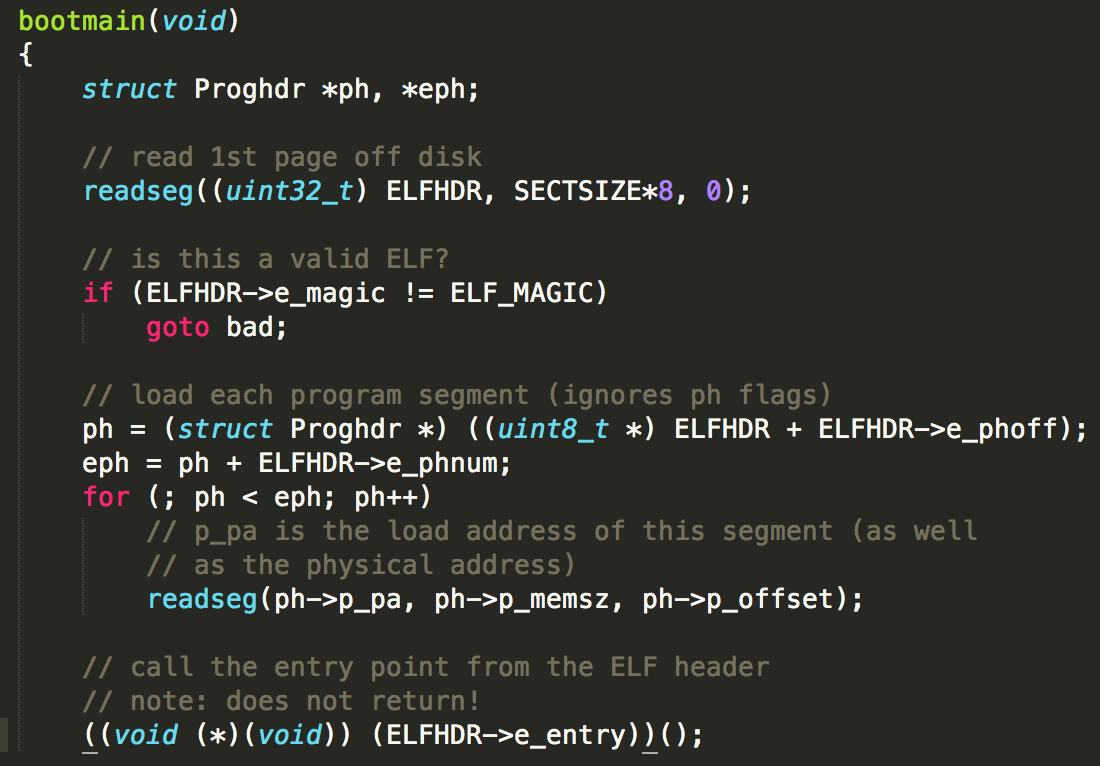 bootmain(void)
{
    struct Proghdr *ph, *eph;
    // read 1st page off disk
    readseg((uint32_t) ELFHDR, SECTSIZE*8, 0);
    // is this a valid ELF?
    if (ELFHDR->e_magic != ELF_MAGIC)
        goto bad;
    // load each program segment (ignores ph flags)
    ph = (struct Proghdr *) ((uint8_t *) ELFHDR + ELFHDR->e_phoff);
    eph = ph + ELFHDR->e_phnum;
    for (; ph < eph; ph++)
        // p_pa is the load address of this segment (as well
        // as the physical address)
        readseg(ph->p_pa, ph->p_memsz, ph->p_offset);
    // call the entry point from the ELF header
    // note: does not return!
    ((void (*)(void)) (ELFHDR->e_entry))();